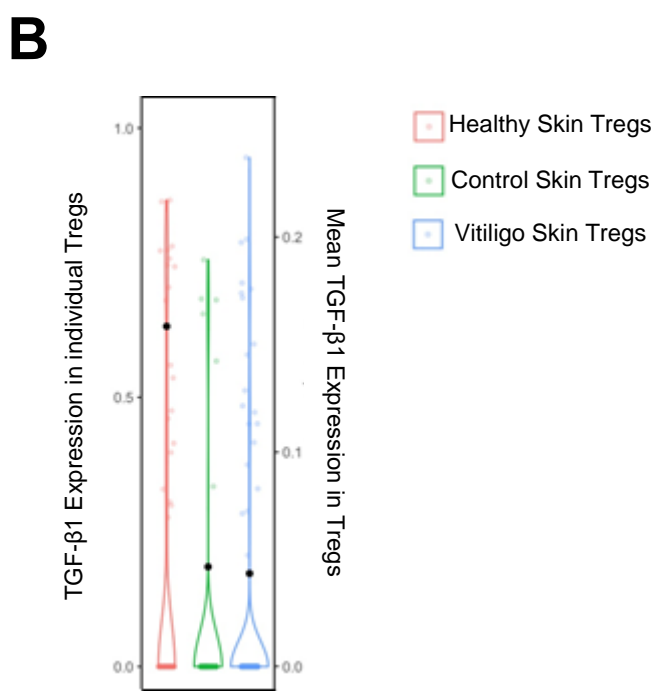 B
TGF-β1 Expression in individual Tregs
1.0
0.5
0.0
0.2
0.1
0.0
Mean TGF-β1 Expression in Tregs
Healthy Skin Tregs
Control Skin Tregs
Vitiligo Skin Tregs